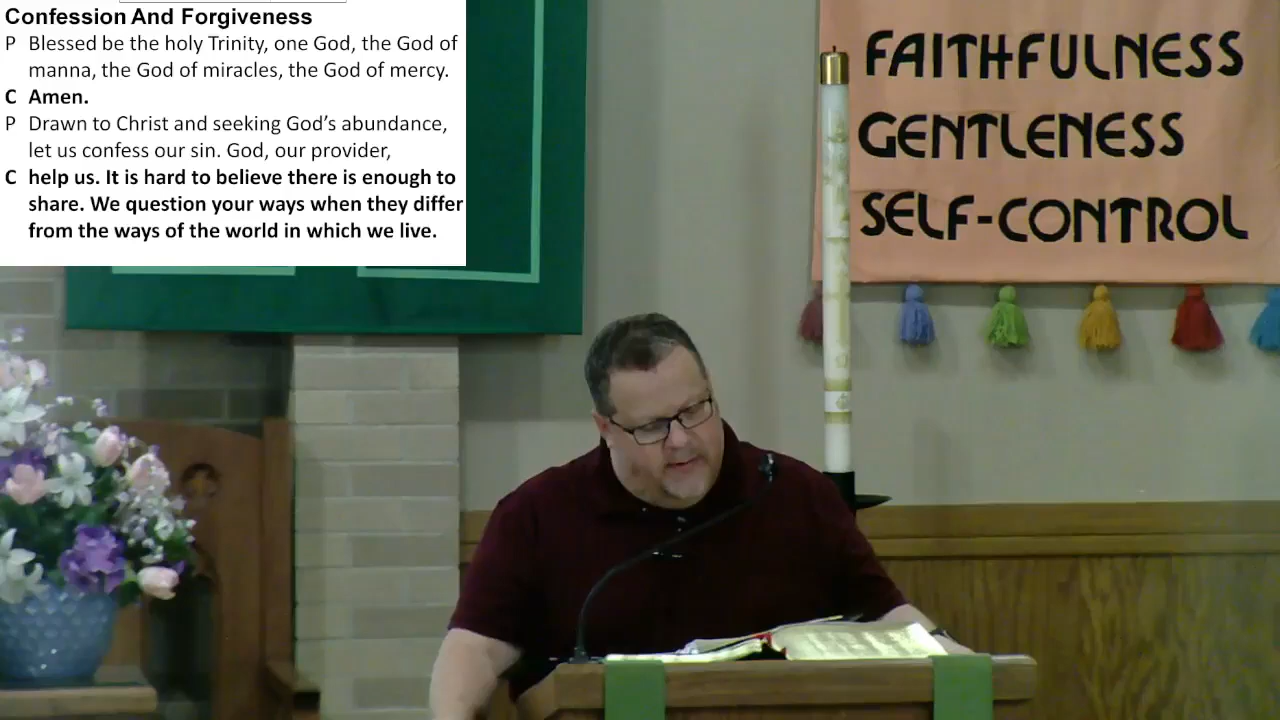 Confession And Forgiveness
P Blessed be the holy Trinity, one God, the God of
manna, the God of miracles, the God of mercy.
C Amen.
P Drawn to Christ and seeking God’s abundance,
let us confess our sin. God, our provider,
C help us. It is hard to believe there is enough to
share. We question your ways when they differ
from the ways of the world in which we live.
FAITHFULNESS
GENTLENESS
SELF-CONTROL